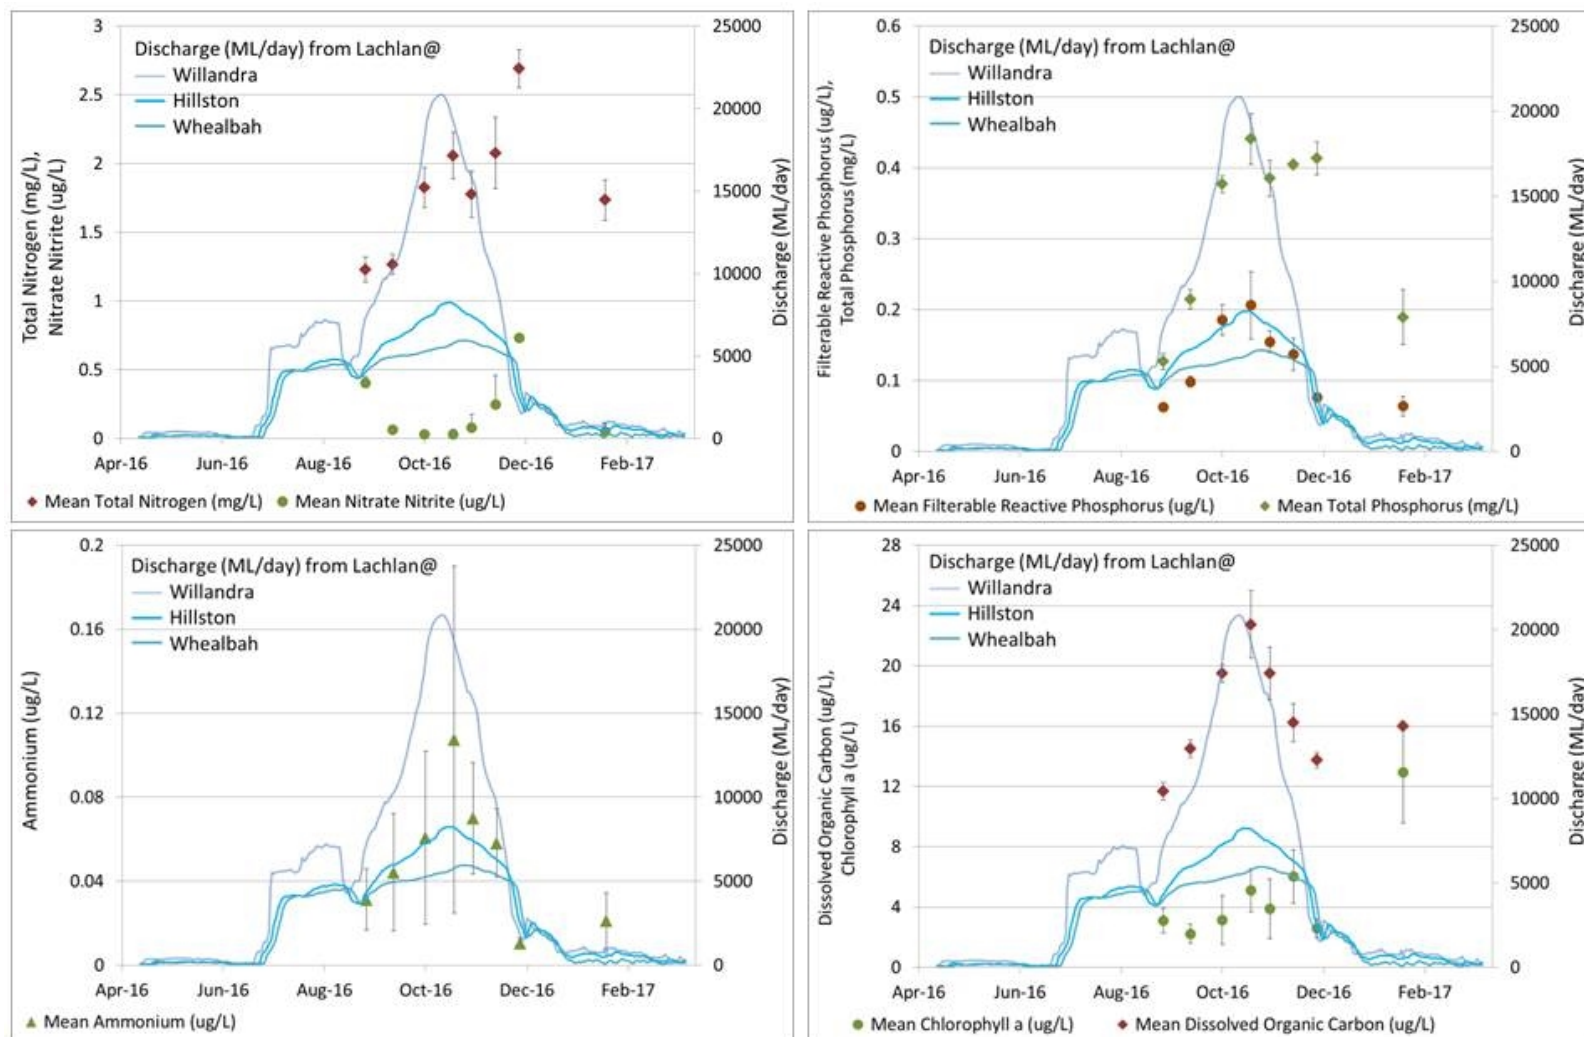 3
2.5
2
1.5
1
0.5
0
25000
20000
15000
10000
5000
0
Total Nitrogen (mg/L),
Nitrate Nitrite (ug/L)
Discharge (ML/day)
Discharge (ML/day) from Lachlan@
Willandra
Hillston
Whealbah
Apr-16 Jun-16 Aug-16 Oct-16 Dec-16 Feb-17
Mean Total Nitrogen (mg/L) Mean Nitrate Nitrite (ug/L)
0.6
0.5
0.4
0.3
0.2
0.1
0
25000
20000
15000
10000
5000
0
Filterable Reactive Phosphorus (ug/L),
Total Phosphorus (mg/L)
Discharge (ML/day)
Discharge (ML/day) from Lachlan@
Willandra
Hillston
Whealbah
Apr-16 Jun-16 Aug-16 Oct-16 Dec-16 Feb-17
Mean Filterable Reactive Phosphorus (ug/L) Mean Total Phosphorus (mg/L)
0.2
0.16
0.12
0.08
0.04
0
25000
20000
15000
10000
5000
0
Ammonium (ug/L)
Discharge (ML/day)
Discharge (ML/day) from Lachlan@
Willandra
Hillston
Whealbah
Apr-16 Jun-16 Aug-16 Oct-16 Dec-16 Feb-17
Mean Ammonium (ug/L)
28
24
20
16
12
8
4
0
25000
20000
15000
10000
5000
0
Dissolved Organic Carbon (ug/L),
Chlorophyll a (ug/L)
Discharge (ML/day)
Discharge (ML/day) from Lachlan@
Willandra
Hillston
Whealbah
Apr-16 Jun-16 Aug-16 Oct-16 Dec-16 Feb-17
Mean Chlorophyll a (ug/L) Mean Dissolved Organic Carbon (ug/L)